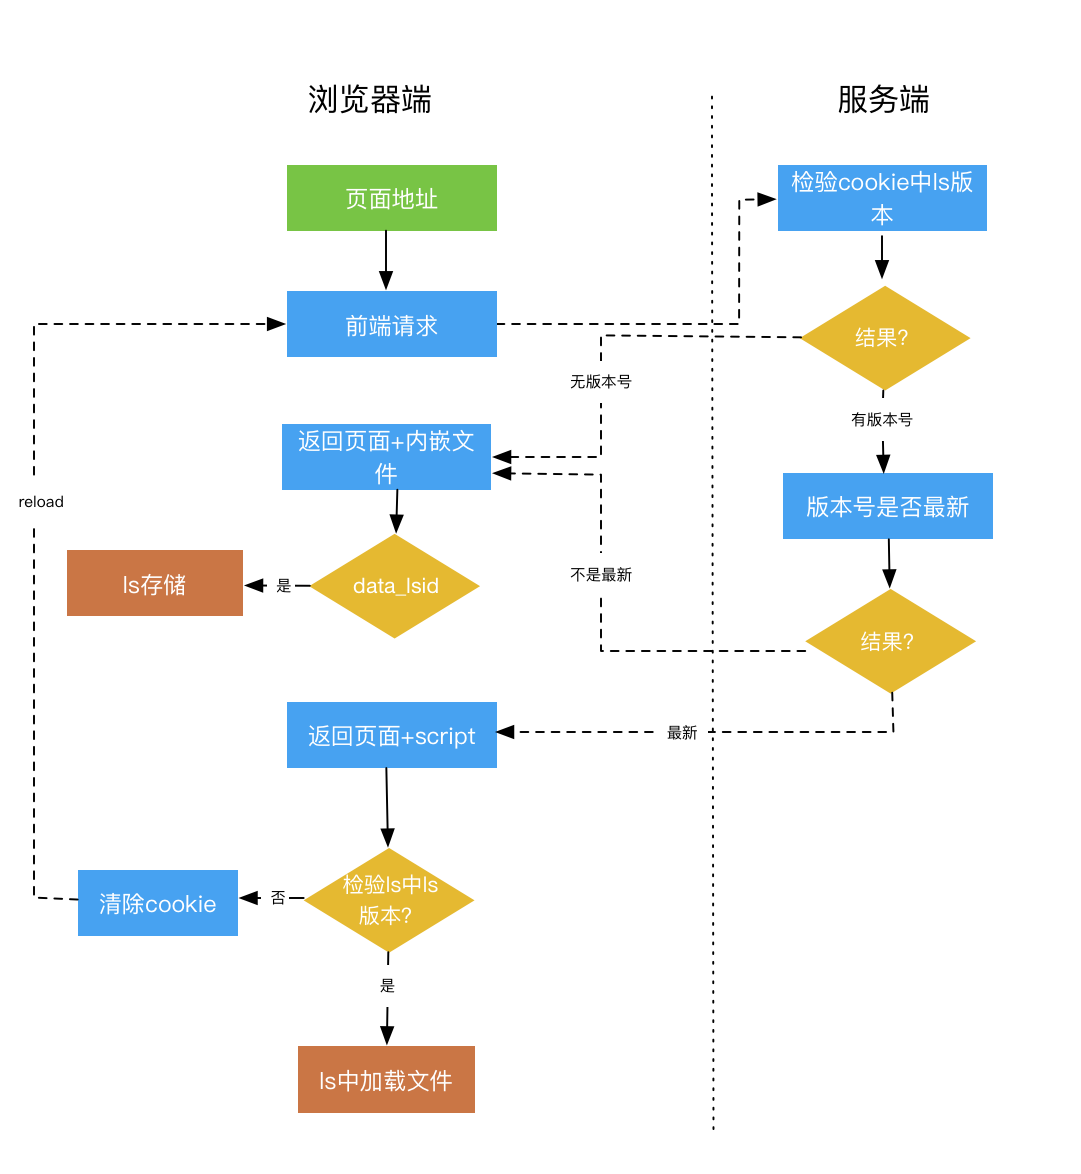 浏览器端
服务端
页面地址
检验cookie中ls版
本
前端请求
结果?
无版本号
有版本号
返回页面+内嵌文
件
reload
版本号是否最新
ls存储
是
data_lsid
不是最新
结果?
返回页面+script
最新
检验ls中ls
版本?
清除cookie
否
是
ls中加载文件